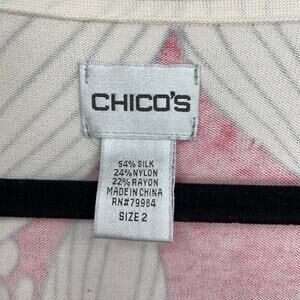 CHICO'S
54% SILK
24% NYLON
22% RAYON
MADE IN CHINA
RN#79984
SIZE 2